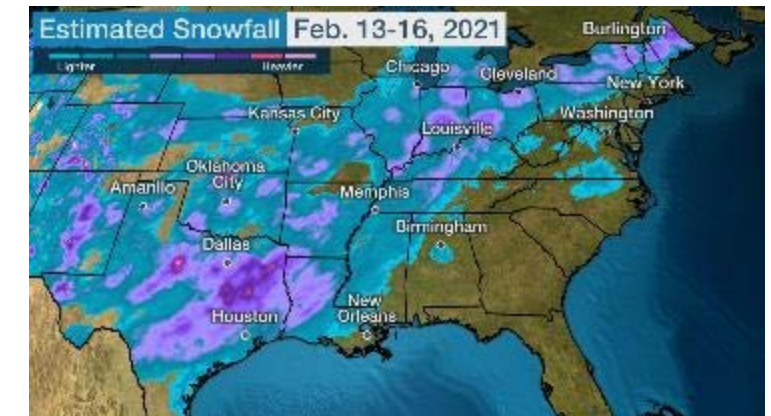 Estimated Snowfall Feb. 13-16, 2021
Lighter Heavier
Burlington
Chicago
Cleveland
New York
Kansas City
Washington
Louisville
Oklahoma
City
Amarillo
Memphis
Birmingham
Dallas
New
Orleans
Houston